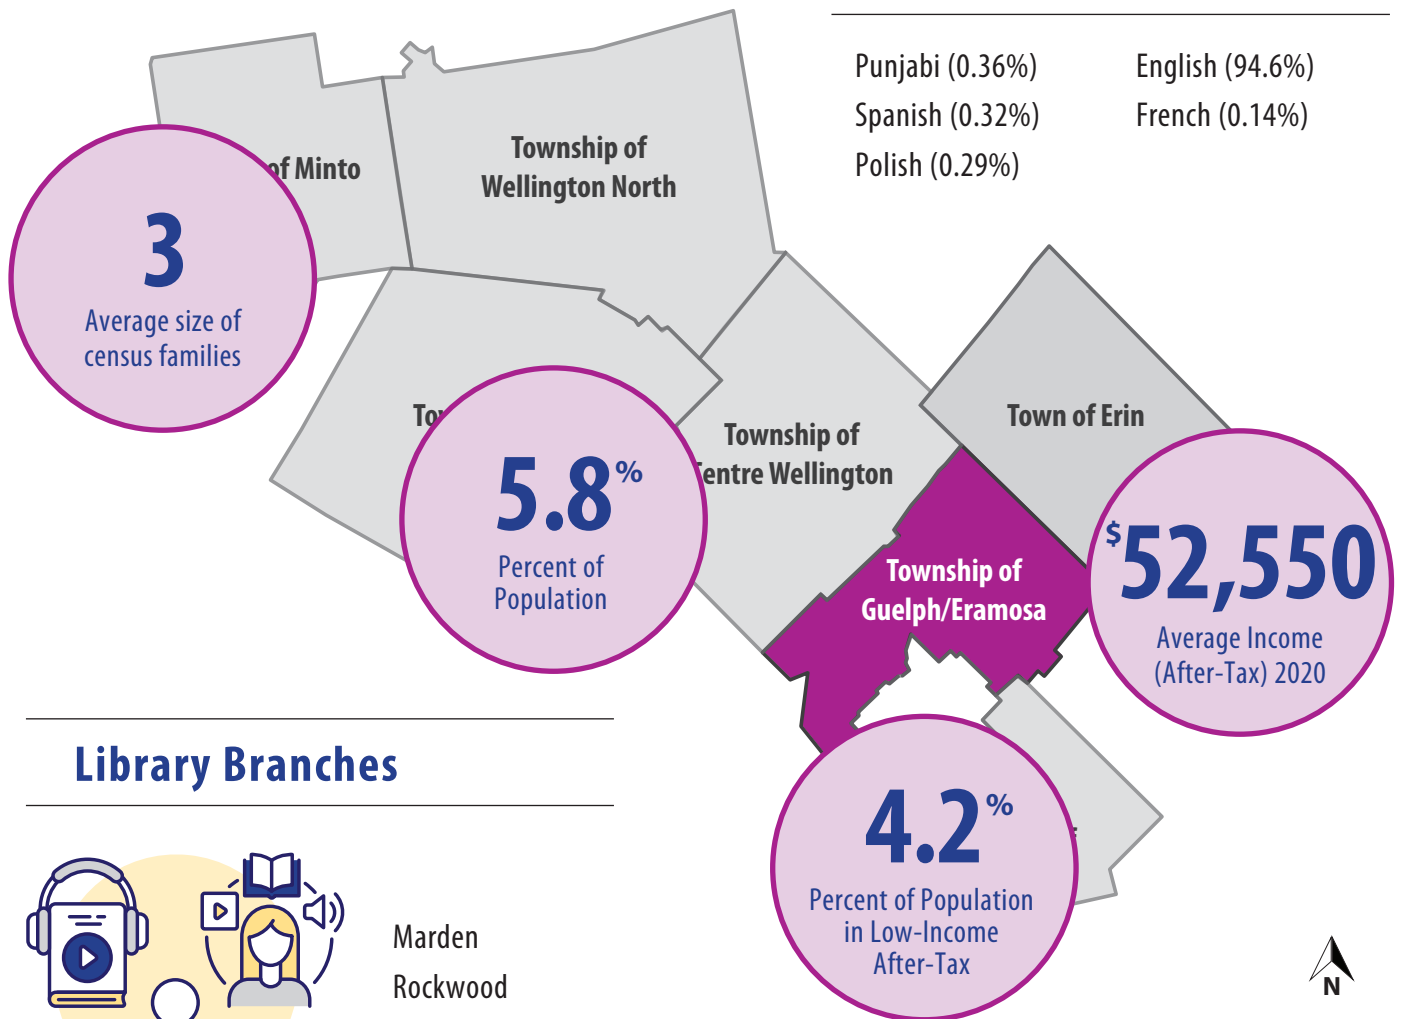 Punjabi (0.36%)
Spanish (0.32%)
Polish (0.29%)
English (94.6%)
French (0.14%)
of Minto
Township of
Wellington North
3
Average size of
census families
5.8%
Percent of
Population
Township of
Centre Wellington
Town of Erin
Township of
Guelph/Eramosa
$52,550
Average Income
(After-Tax) 2020
4.2%
Percent of Population
in Low-Income
After-Tax
Library Branches
Marden
Rockwood
N